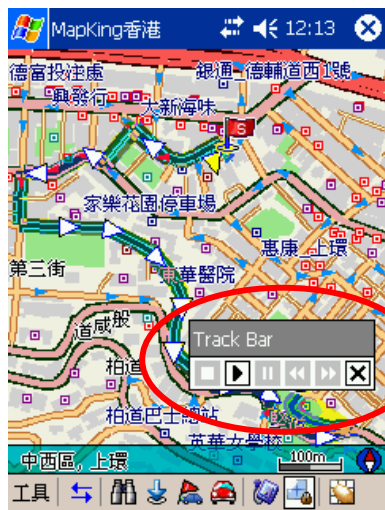 MapKing香港 12:13
德富投注處 銀通_德輔道西1號
興發行 大新海味
S
家樂花園停車場
惠康_上環
第三街
東華醫院
般咸道
Track Bar
柏道
柏道巴士總站
英華女學校
100m
中西區, 上環
工具